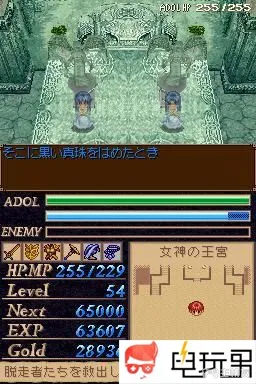 ADOL HP 255/255
そこに黒い真珠をはめたとき
ADOL
ENEMY
HP.MP 255/229
女神の王宮
Level 54
Next 65000
EXP 63607
Gold 28936
脱走者たちを救出し
电玩男